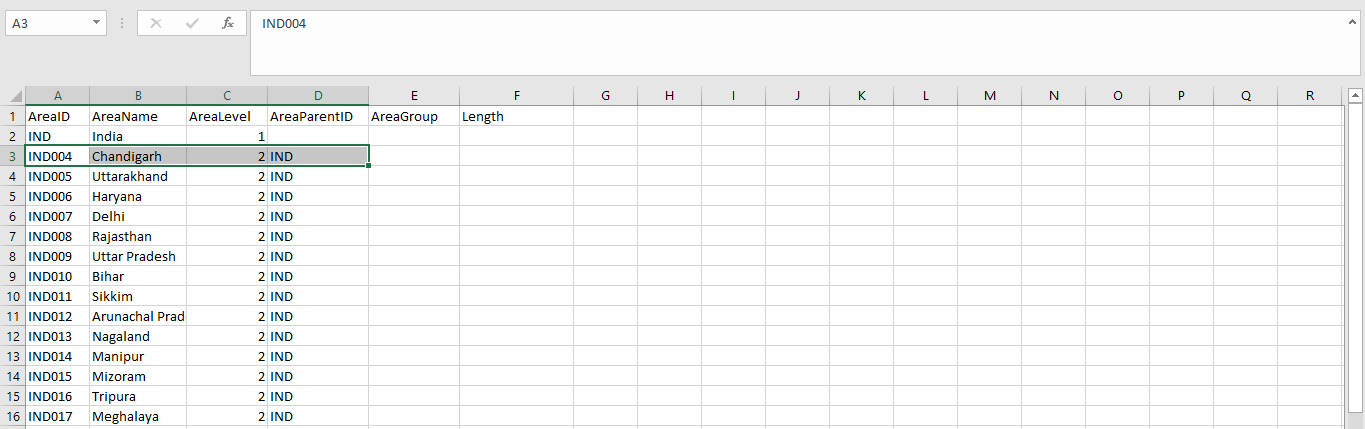 A3 fx IND004
A B C D E F G H I J K L M N O P Q R
1 AreaID AreaName AreaLevel AreaParentID AreaGroup Length
2 IND India 1
3 IND004 Chandigarh 2 IND
4 IND005 Uttarakhand 2 IND
5 IND006 Haryana 2 IND
6 IND007 Delhi 2 IND
7 IND008 Rajasthan 2 IND
8 IND009 Uttar Pradesh 2 IND
9 IND010 Bihar 2 IND
10 IND011 Sikkim 2 IND
11 IND012 Arunachal Prad 2 IND
12 IND013 Nagaland 2 IND
13 IND014 Manipur 2 IND
14 IND015 Mizoram 2 IND
15 IND016 Tripura 2 IND
16 IND017 Meghalaya 2 IND